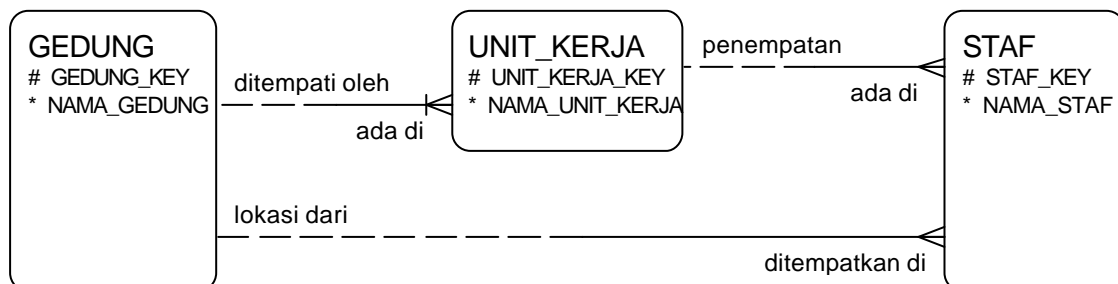 GEDUNG
# GEDUNG_KEY
* NAMA_GEDUNG
ditempati oleh
ada di
UNIT_KERJA
# UNIT_KERJA_KEY
* NAMA_UNIT_KERJA
penempatan
ada di
STAF
# STAF_KEY
* NAMA_STAF
lokasi dari
ditempatkan di